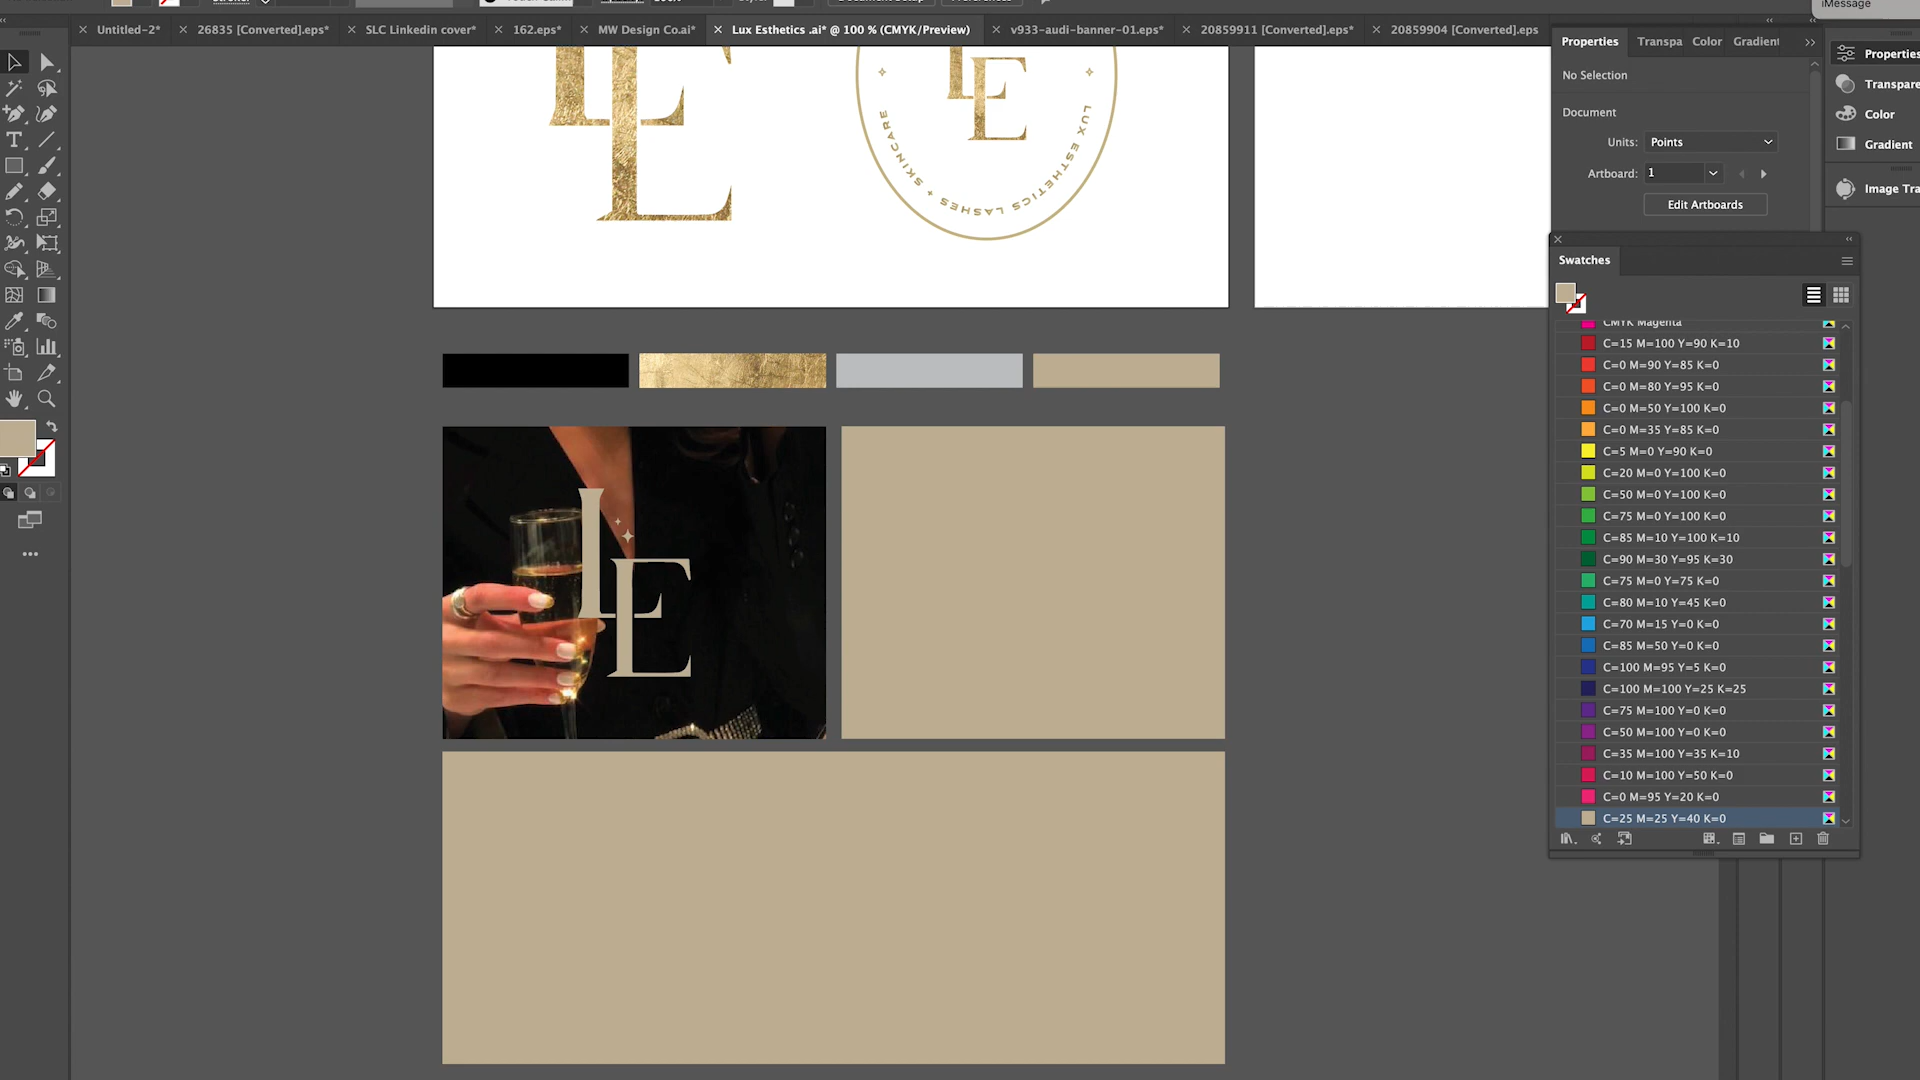 iMessage
Untitled-2*
26835 [Converted].eps*
SLC Linkedin cover*
162.eps*
MW Design Co.ai*
Lux Esthetics .ai* @ 100 % (CMYK/Preview)
v933-audi-banner-01.eps*
20859911 [Converted].eps*
20859904 [Converted].eps
Properties
Transpa
Color
Gradient
No Selection
Document
Units:
Points
Artboard:
1
Edit Artboards
Properties
Transpare
Color
Gradient
Image Tra
LE
LE
LUX ESTHETICS LASHES + SKINCARE
LE
Swatches
CMYK Magenta
C=15 M=100 Y=90 K=10
C=0 M=90 Y=85 K=0
C=0 M=80 Y=95 K=0
C=0 M=50 Y=100 K=0
C=0 M=35 Y=85 K=0
C=5 M=0 Y=90 K=0
C=20 M=0 Y=100 K=0
C=50 M=0 Y=100 K=0
C=75 M=0 Y=100 K=0
C=85 M=10 Y=100 K=10
C=90 M=30 Y=95 K=30
C=75 M=0 Y=75 K=0
C=80 M=10 Y=45 K=0
C=70 M=15 Y=0 K=0
C=85 M=50 Y=0 K=0
C=100 M=95 Y=5 K=0
C=100 M=100 Y=25 K=25
C=75 M=100 Y=0 K=0
C=50 M=100 Y=0 K=0
C=35 M=100 Y=35 K=10
C=10 M=100 Y=50 K=0
C=0 M=95 Y=20 K=0
C=25 M=25 Y=40 K=0